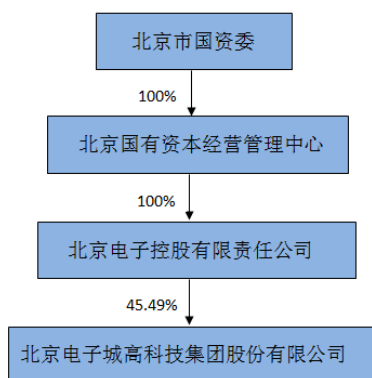 北京市国资委
100%
北京国有资本经营管理中心
100%
北京电子控股有限责任公司
45.49%
北京电子城高科技集团股份有限公司